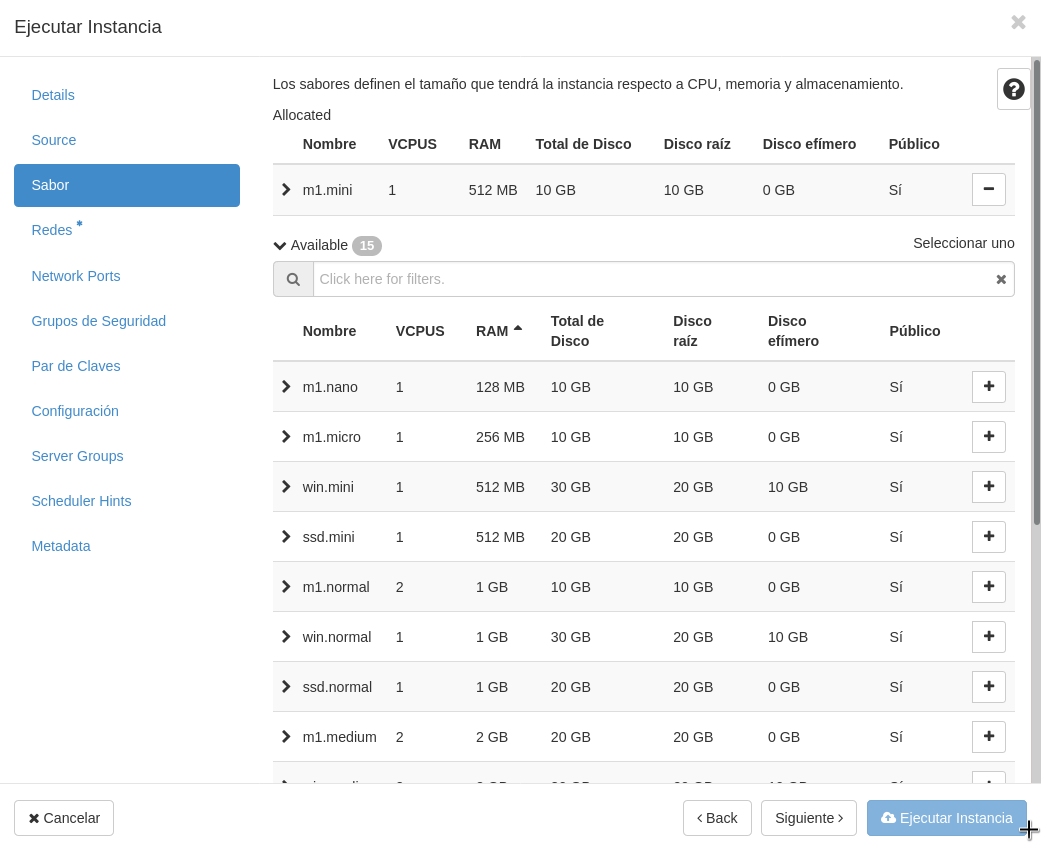 Ejecutar Instancia
Details
Source
Sabor
Redes *
Network Ports
Grupos de Seguridad
Par de Claves
Configuración
Server Groups
Scheduler Hints
Metadata
Los sabores definen el tamaño que tendrá la instancia respecto a CPU, memoria y almacenamiento.
Allocated
Nombre VCPUS RAM Total de Disco Disco raíz Disco efímero Público
m1.mini 1 512 MB 10 GB 10 GB 0 GB Sí
Available 15 Seleccionar uno
Click here for filters.
Nombre VCPUS RAM Total de Disco Disco raíz Disco efímero Público
m1.nano 1 128 MB 10 GB 10 GB 0 GB Sí
m1.micro 1 256 MB 10 GB 10 GB 0 GB Sí
win.mini 1 512 MB 30 GB 20 GB 10 GB Sí
ssd.mini 1 512 MB 20 GB 20 GB 0 GB Sí
m1.normal 2 1 GB 10 GB 10 GB 0 GB Sí
win.normal 1 1 GB 30 GB 20 GB 10 GB Sí
ssd.normal 1 1 GB 20 GB 20 GB 0 GB Sí
m1.medium 2 2 GB 20 GB 20 GB 0 GB Sí
Cancelar
Back
Siguiente
Ejecutar Instancia